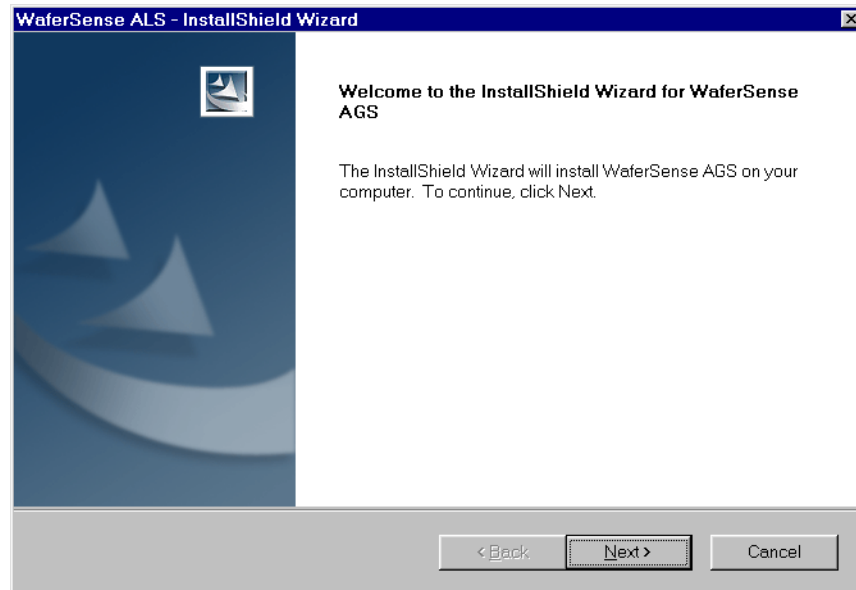 WaferSense ALS - InstallShield Wizard
Welcome to the InstallShield Wizard for WaferSense
AGS
The InstallShield Wizard will install WaferSense AGS on your
computer. To continue, click Next.
< Back Next > Cancel